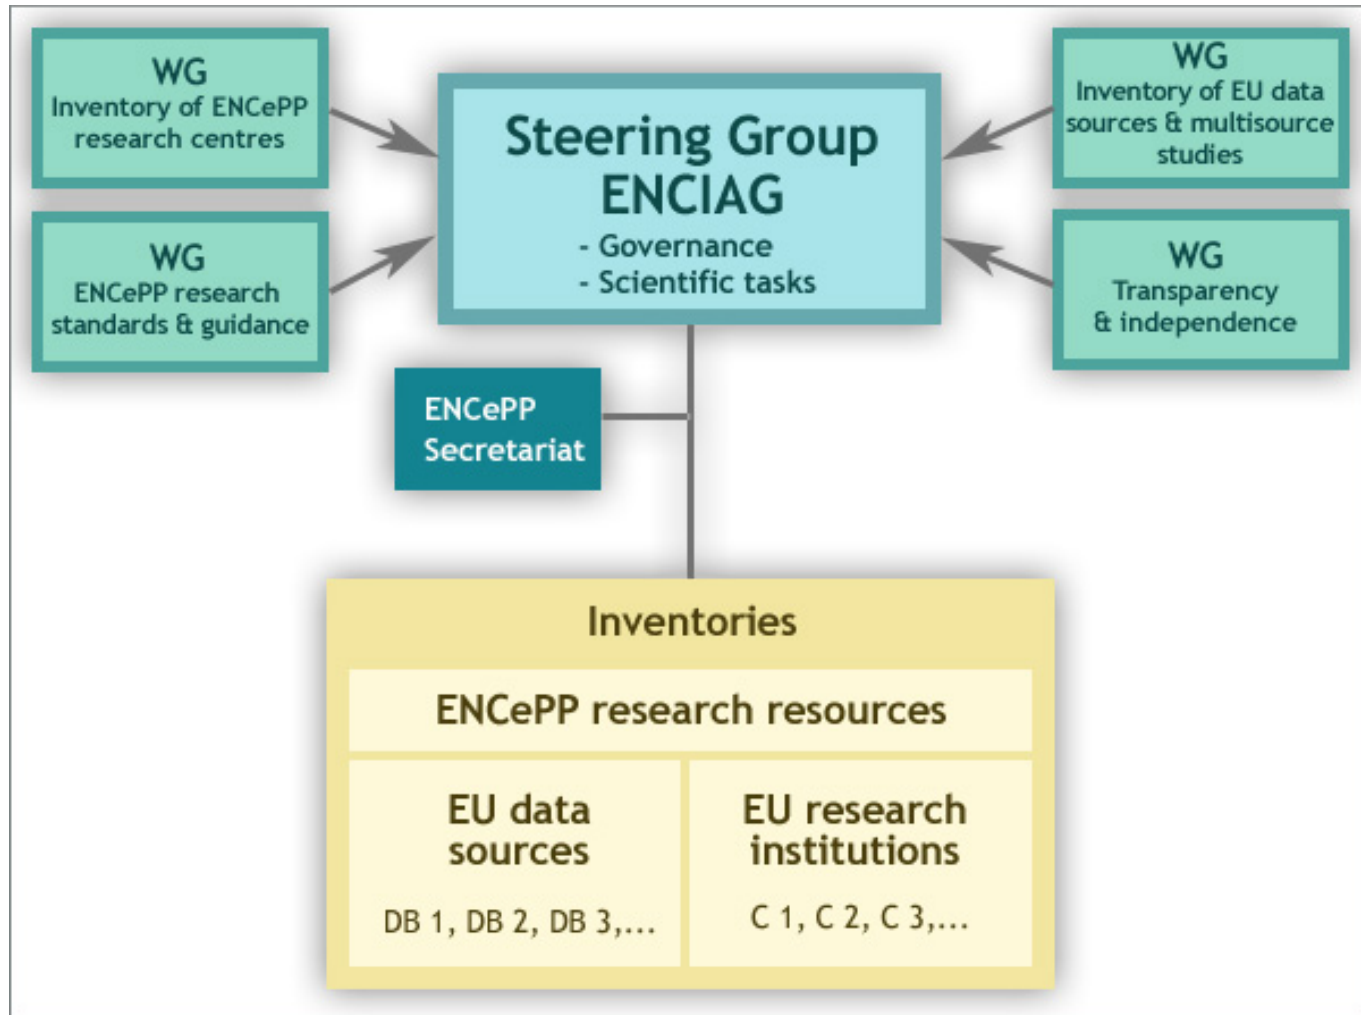 WG
Inventory of ENCePP
research centres
WG
ENCePP research
standards & guidance
Steering Group
ENCIAG
- Governance
- Scientific tasks
WG
Inventory of EU data
sources & multisource
studies
WG
Transparency
& independence
ENCePP
Secretariat
Inventories
ENCePP research resources
EU data
sources
DB 1, DB 2, DB 3,...
EU research
institutions
C 1, C 2, C 3,...